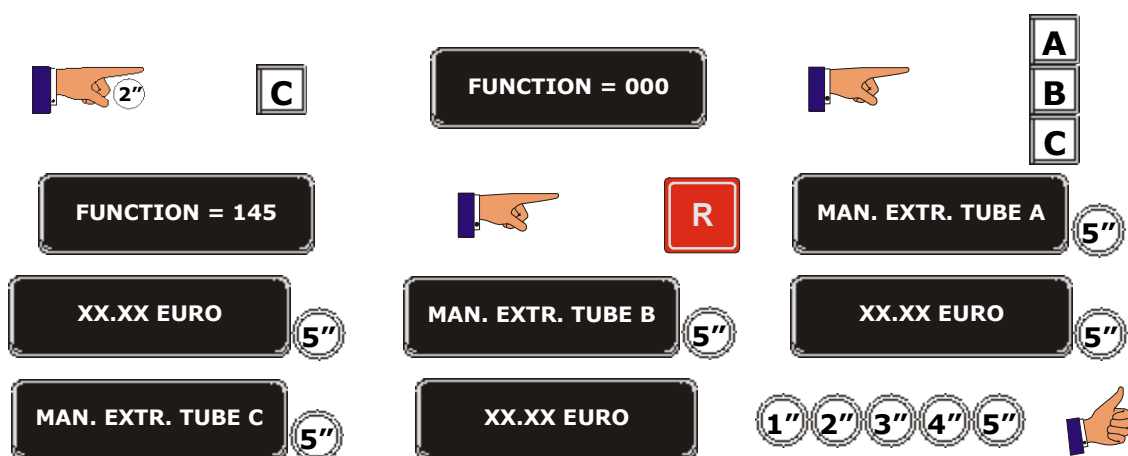 2”
C
FUNCTION = 000
A
B
C
FUNCTION = 145
R
MAN. EXTR. TUBE A
5”
XX.XX EURO
5”
MAN. EXTR. TUBE B
5”
XX.XX EURO
5”
MAN. EXTR. TUBE C
5”
XX.XX EURO
1” 2” 3” 4” 5”